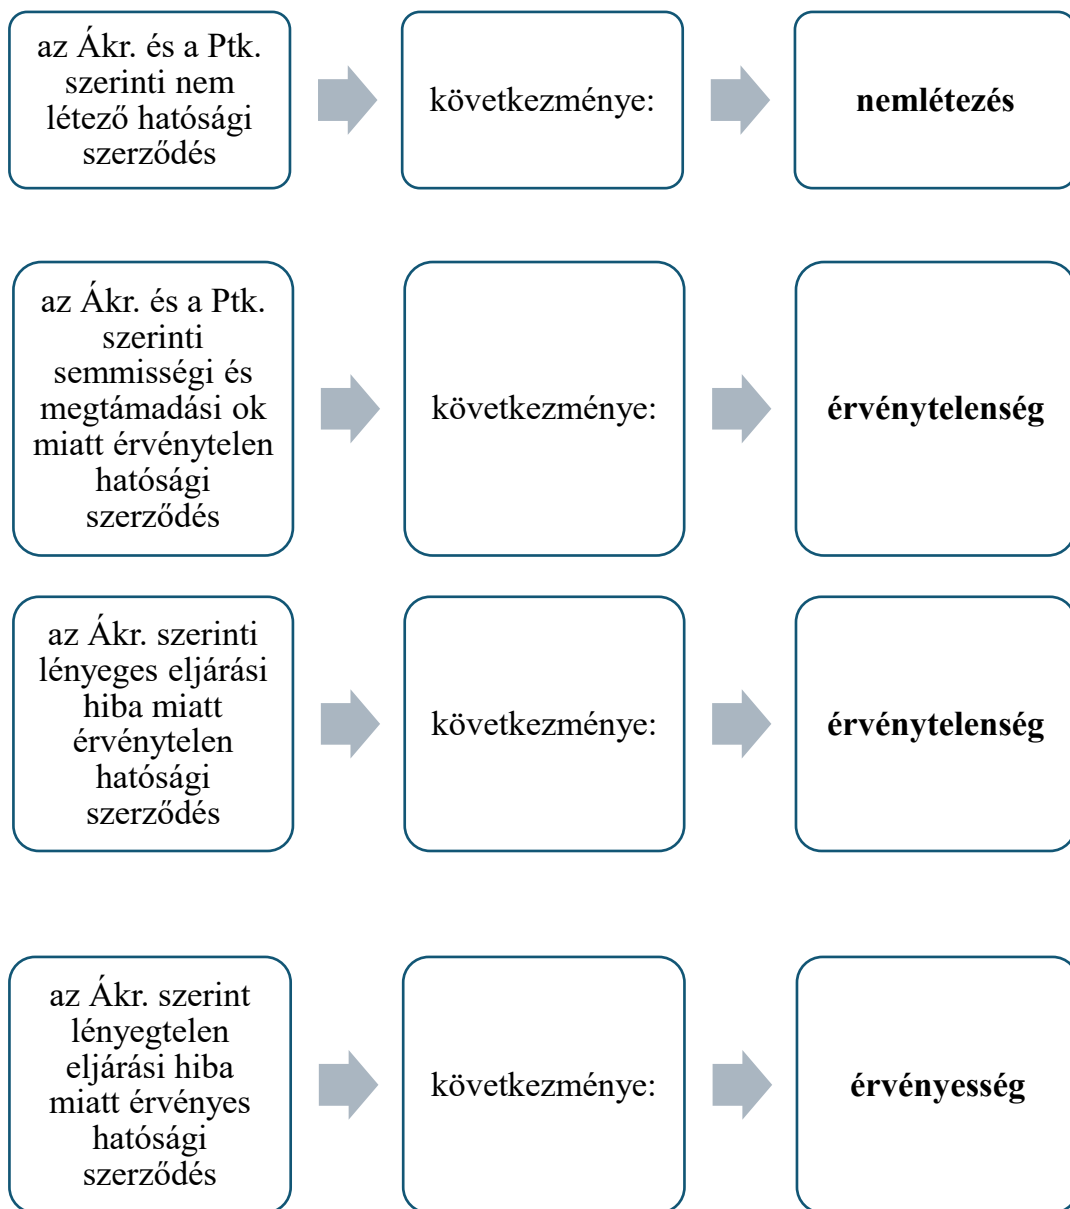 az Ákr. és a Ptk.
szerinti nem
létező hatósági
szerződés
következménye:
nemlétezés
az Ákr. és a Ptk.
szerinti
semmisségi és
megtámadási ok
miatt érvénytelen
hatósági
szerződés
következménye:
érvénytelenség
az Ákr. szerinti
lényeges eljárási
hiba miatt
érvénytelen
hatósági
szerződés
következménye:
érvénytelenség
az Ákr. szerint
lényegtelen
eljárási hiba
miatt érvényes
hatósági
szerződés
következménye:
érvényesség